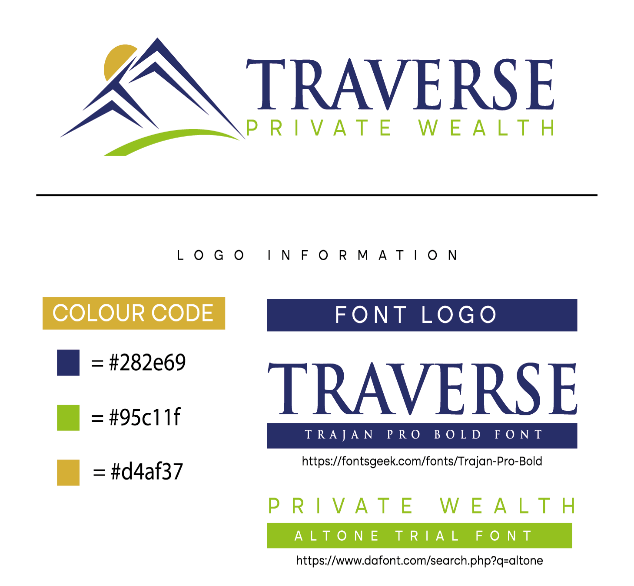 TRAVERSE
PRIVATE WEALTH
LOGO INFORMATION
COLOUR CODE
= #282e69
= #95c11f
= #d4af37
FONT LOGO
TRAVERSE
TRAJAN PRO BOLD FONT
https://fontsgeek.com/fonts/Trajan-Pro-Bold
PRIVATE WEALTH
ALTONE TRIAL FONT
https://www.dafont.com/search.php?q=altone